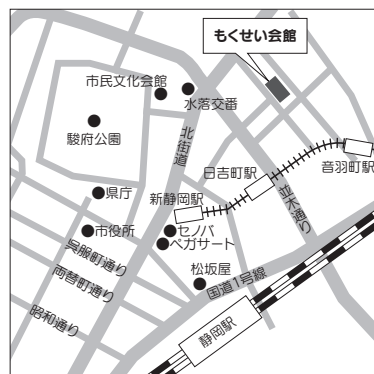 もくせい会館
市民文化会館
水落交番
駿府公園
北街道
日吉町駅
音羽町駅
県庁
新静岡駅
並木通り
市役所
セノバ
ペガサート
呉服町通り
両替町通り
松坂屋
国道1号線
昭和通り
静岡駅